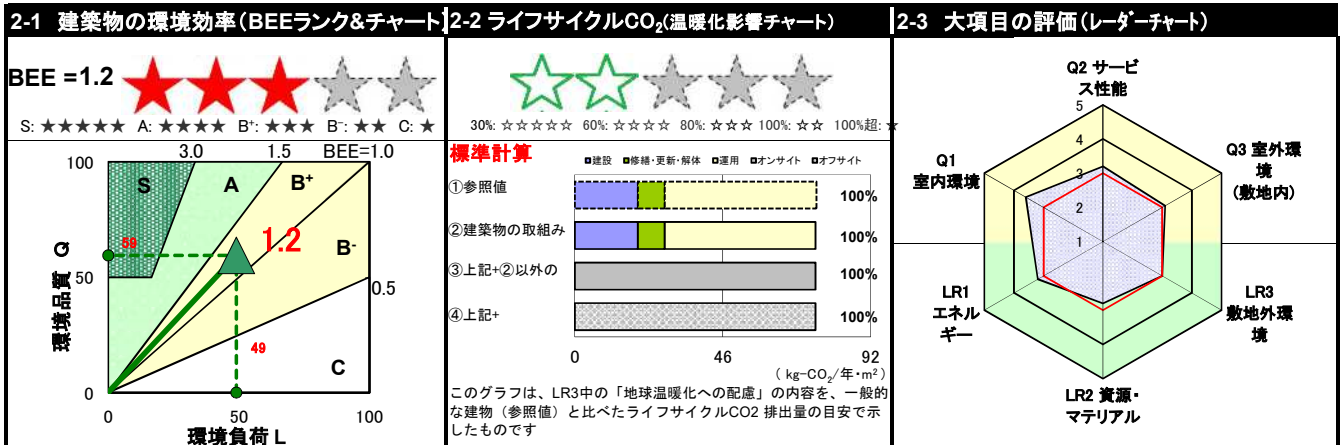 2-1 建築物の環境効率(BEEランク&チャート)
BEE =1.2
S: ★★★★★ A: ★★★★ B⁺: ★★★ B⁻: ★★ C: ★
3.0 1.5 BEE=1.0
100
S
A
B⁺
59
1.2
B⁻
環境品質 Q
50
0.5
49
C
0
0 50 100
環境負荷 L
2-2 ライフサイクルCO₂(温暖化影響チャート)
30%: ☆☆☆☆☆ 60%: ☆☆☆☆ 80%: ☆☆☆ 100%: ☆☆ 100%超: ★
標準計算
建設 修繕・更新・解体 運用 オンサイト オフサイト
①参照値 100%
②建築物の取組み 100%
③上記+②以外の 100%
④上記+ 100%
0 46 92
( kg-CO₂/年・m² )
このグラフは、LR3中の「地球温暖化への配慮」の内容を、一般的
な建物(参照値)と比べたライフサイクルCO2 排出量の目安で示
したものです
2-3 大項目の評価(レーダーチャート)
Q2 サービ
ス性能
5
4
3
2
1
Q1
室内環境
Q3 室外環
境
(敷地内)
LR1
エネル
ギー
LR3
敷地外環
境
LR2 資源・
マテリアル